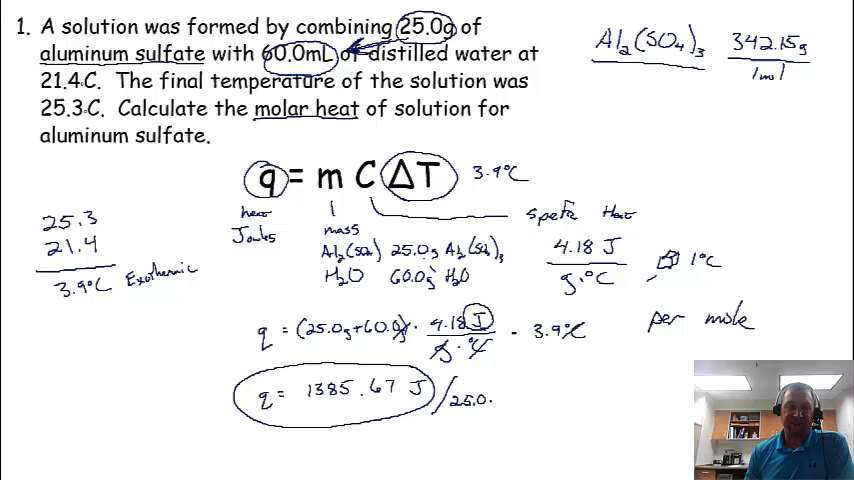 1. A solution was formed by combining 25.0g of
aluminum sulfate with 60.0mL of distilled water at
21.4°C. The final temperature of the solution was
25.3°C. Calculate the molar heat of solution for
aluminum sulfate.
Al₂(SO₄)₃ 342.15g
1mol
q = m C ΔT 3.9°C
heat
Joules
mass
Specific Heat
25.3
21.4
3.9°C Exothermic
Al₂(SO₄) 25.0g Al₂(SO₄)₃
H₂O 60.0g H₂O
4.18 J
g·°C
1°C
per mole
q = (25.0g+60.0g) · 4.18 J
g·°C
· 3.9°C
q = 1385.67 J /25.0.